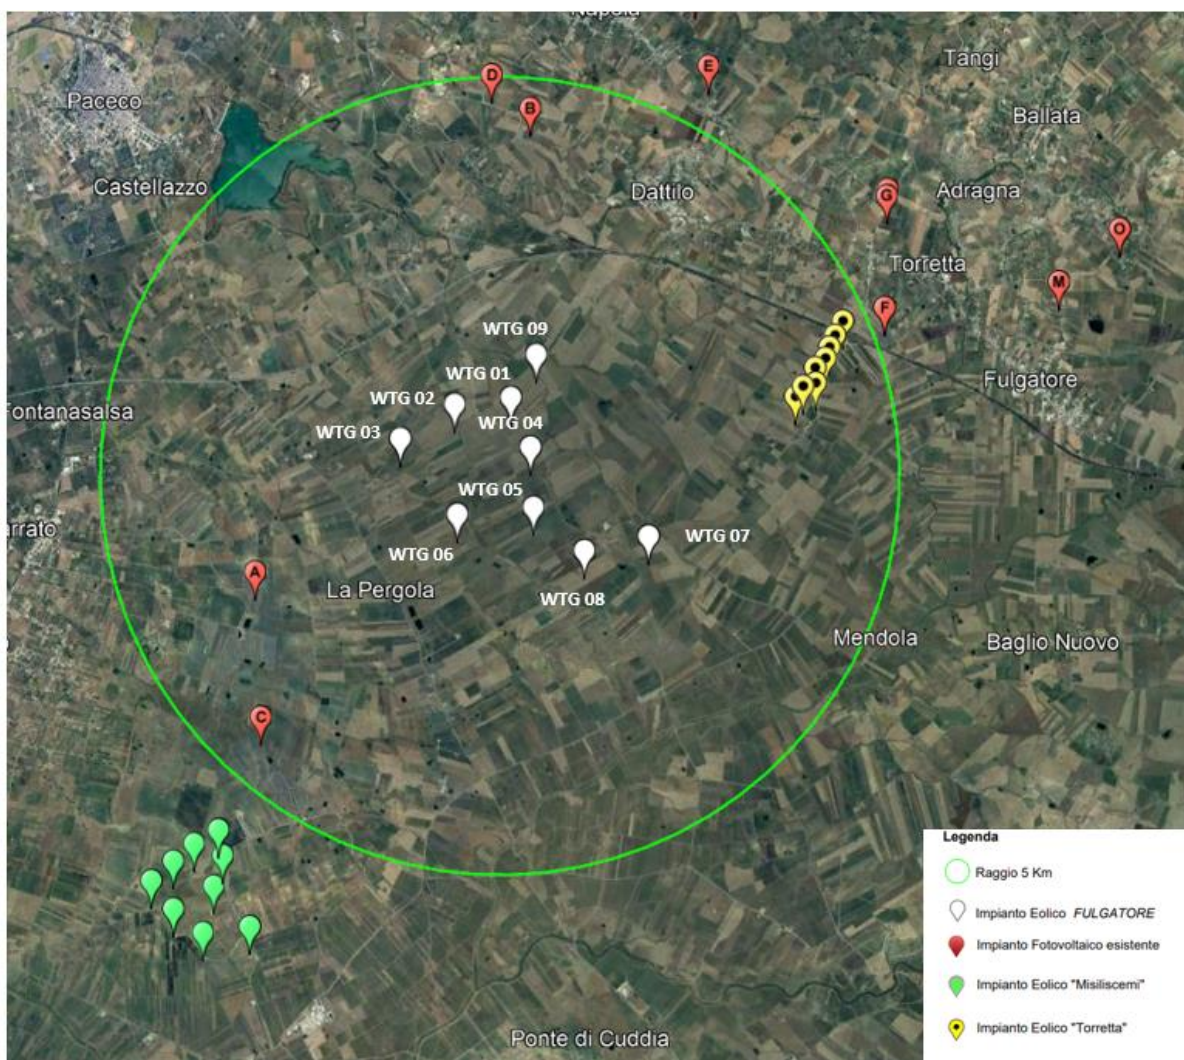 Napola
Tangi
E
D
Paceco
B
Ballata
Castellazzo
Dattilo
G
Adragna
O
Torretta
M
F
WTG 09
WTG 01
Fulgatore
WTG 02
Fontanasalsa
WTG 04
WTG 03
WTG 05
arrato
WTG 07
WTG 06
A
WTG 08
La Pergola
Mendola
Baglio Nuovo
C
Legenda
Raggio 5 Km
Impianto Eolico FULGATORE
Impianto Fotovoltaico esistente
Impianto Eolico "Misiliscemi"
Impianto Eolico "Torretta"
Ponte di Cuddia